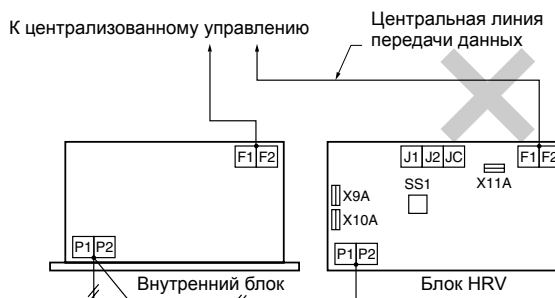 К централизованному управлению
Центральная линия
передачи данных
F1 F2
J1 J2 JC
F1 F2
SS1
X11A
X9A
X10A
P1 P2
P1 P2
Внутренний блок
Блок HRV